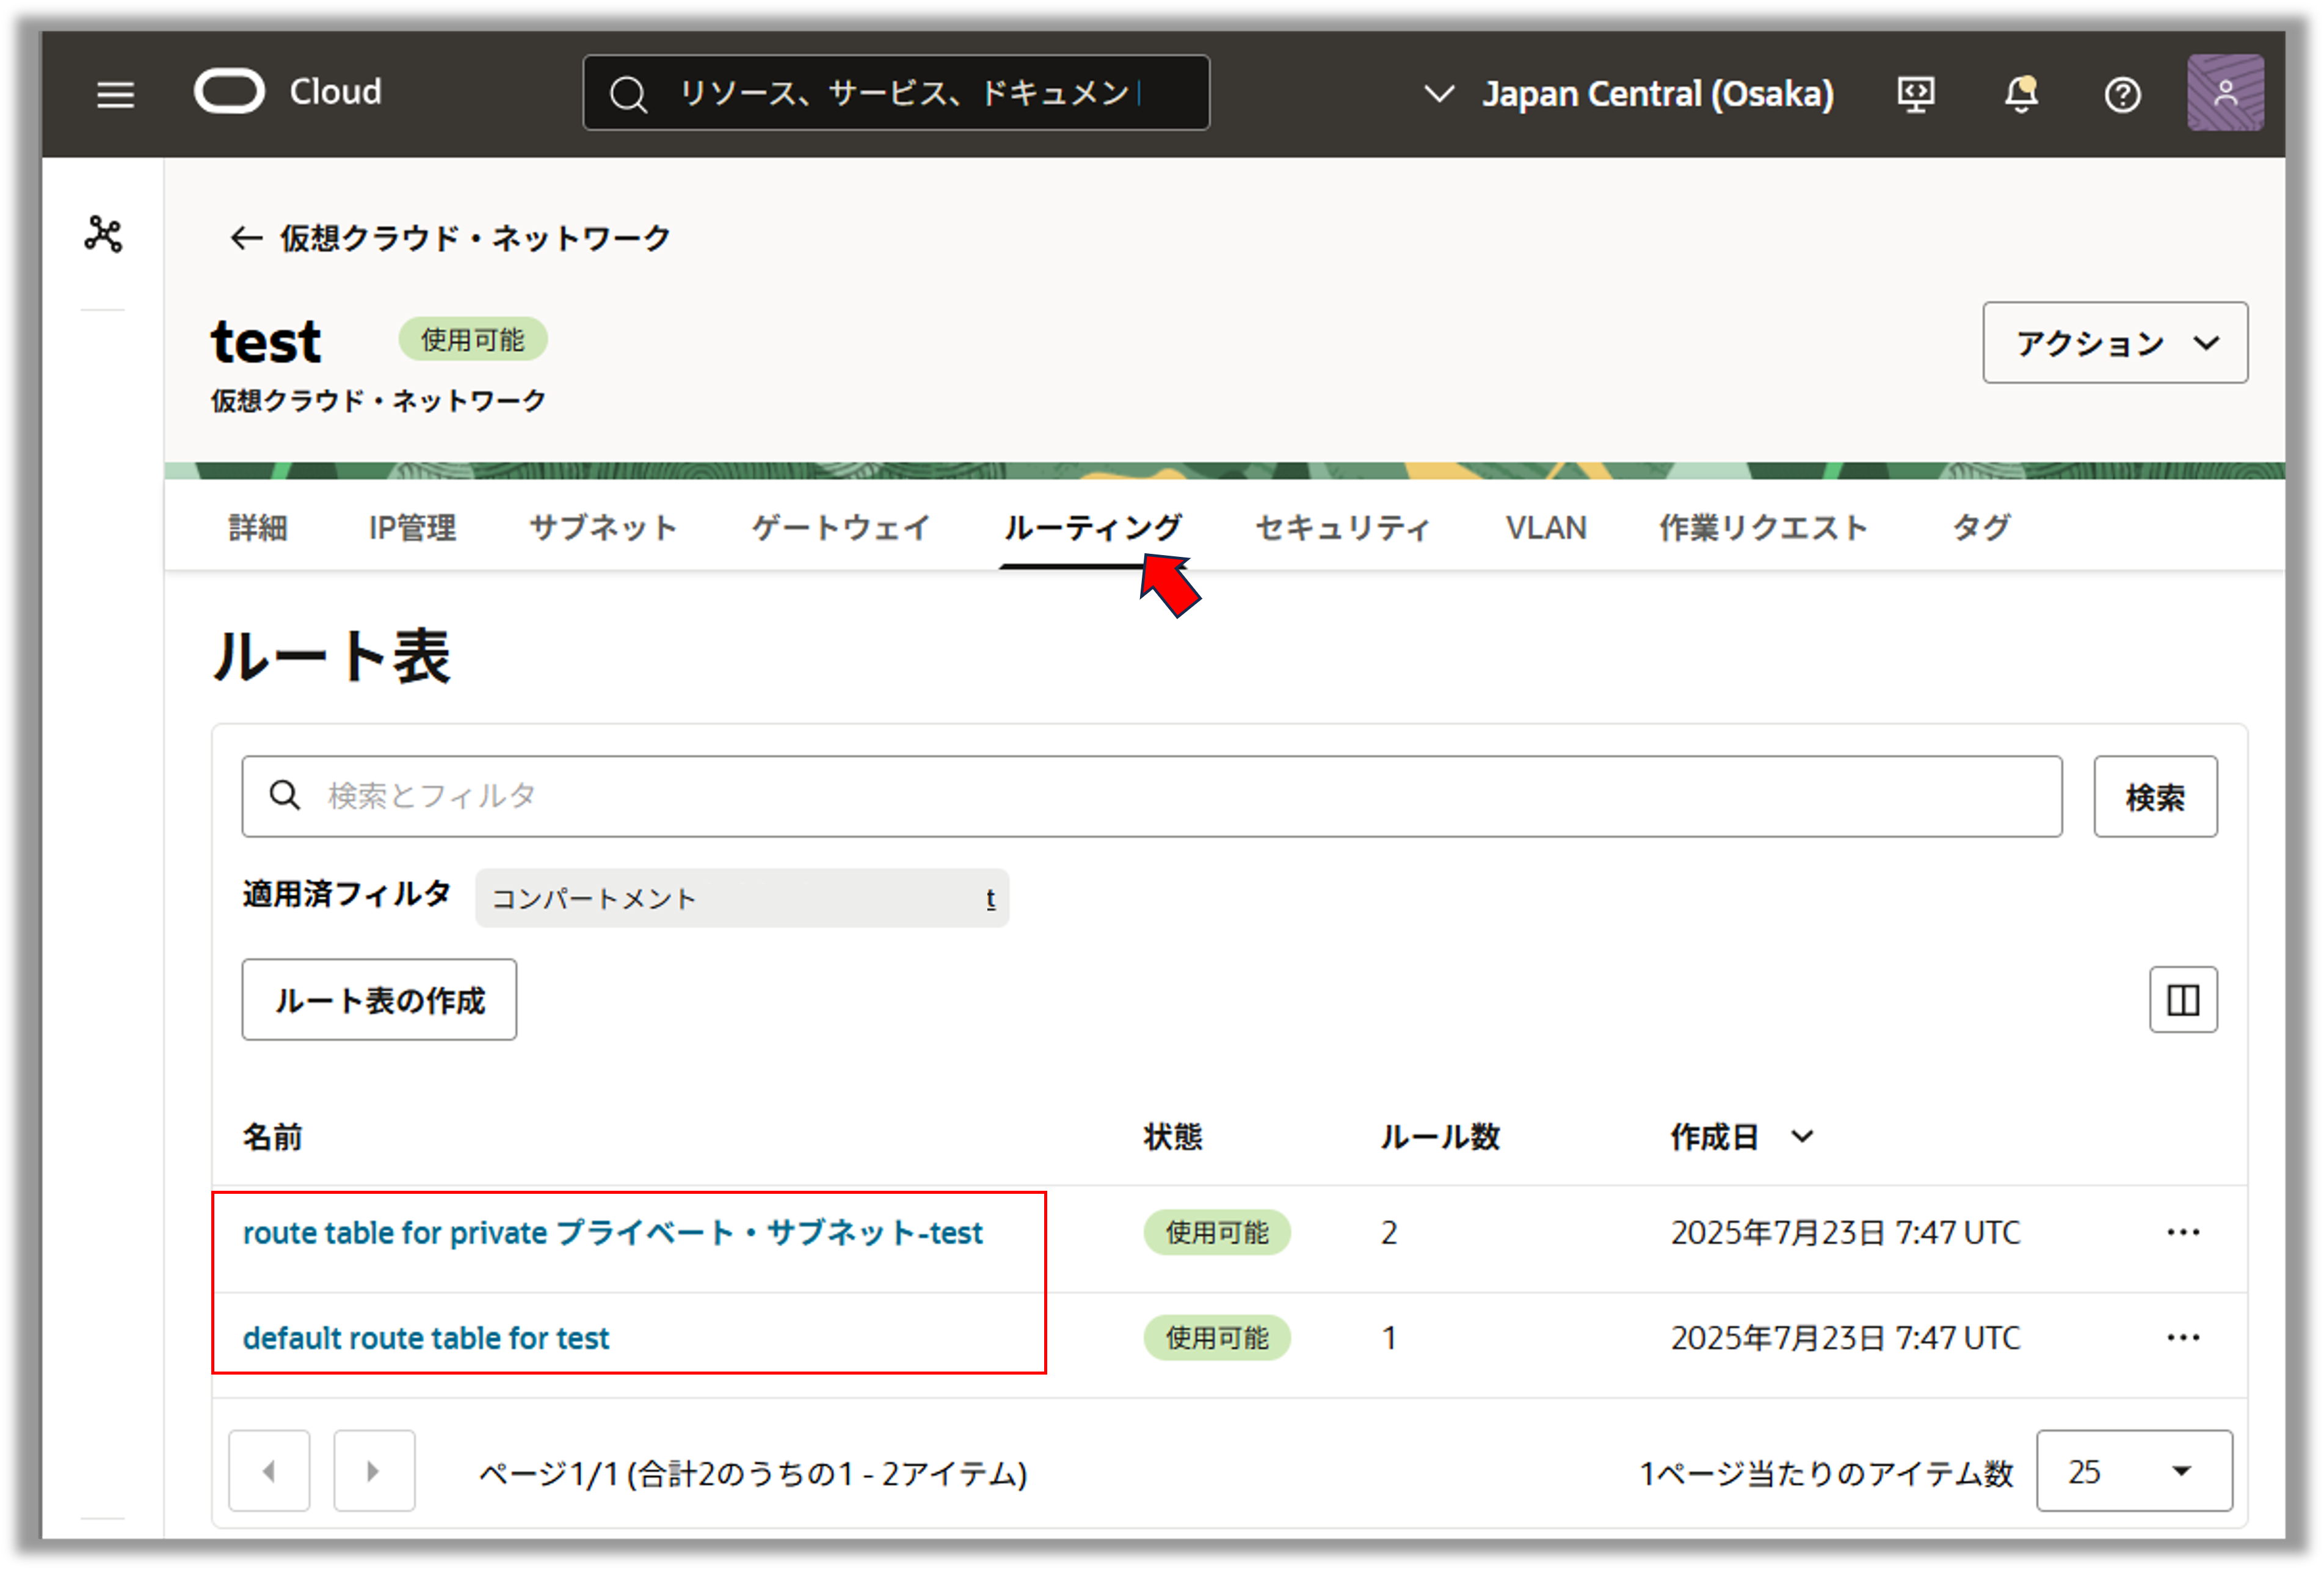 Cloud
リソース、サービス、ドキュメン
Japan Central (Osaka)
← 仮想クラウド・ネットワーク
test 使用可能
アクション
仮想クラウド・ネットワーク
詳細 IP管理 サブネット ゲートウェイ ルーティング セキュリティ VLAN 作業リクエスト タグ
ルート表
検索とフィルタ 検索
適用済フィルタ コンパートメント t
ルート表の作成
名前 状態 ルール数 作成日
route table for private プライベート・サブネット-test 使用可能 2 2025年7月23日 7:47 UTC
default route table for test 使用可能 1 2025年7月23日 7:47 UTC
ページ1/1 (合計2のうちの1 - 2アイテム) 1ページ当たりのアイテム数 25